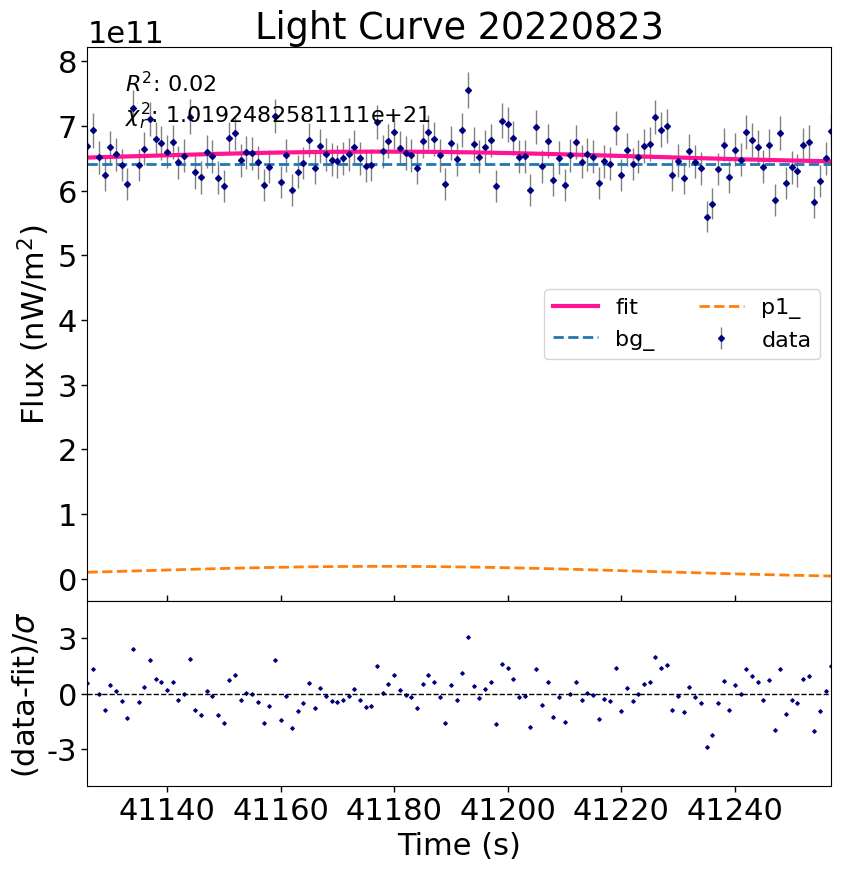 Light Curve 20220823
1e11
R²: 0.02
χ²ᵣ: 1.0192482581111e+21
8
7
6
5
4
3
2
1
0
Flux (nW/m²)
fit
bg_
p1_
data
3
0
-3
(data-fit)/σ
41140 41160 41180 41200 41220 41240
Time (s)